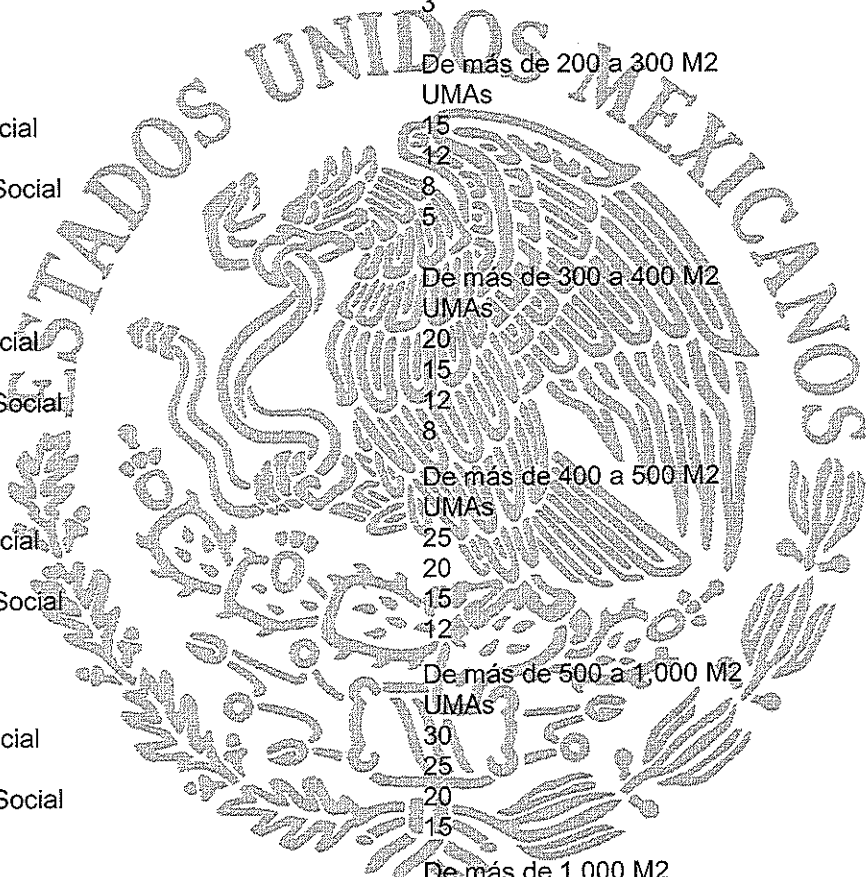 ESTADOS UNIDOS MEXICANOS
3
De más de 200 a 300 M2
UMAs
cial 15
12
Social 8
5
De más de 300 a 400 M2
UMAs
cial 20
15
Social 12
8
De más de 400 a 500 M2
UMAs
cial 25
20
Social 15
12
De más de 500 a 1,000 M2
UMAs
cial 30
25
Social 20
15
De más de 1,000 M2